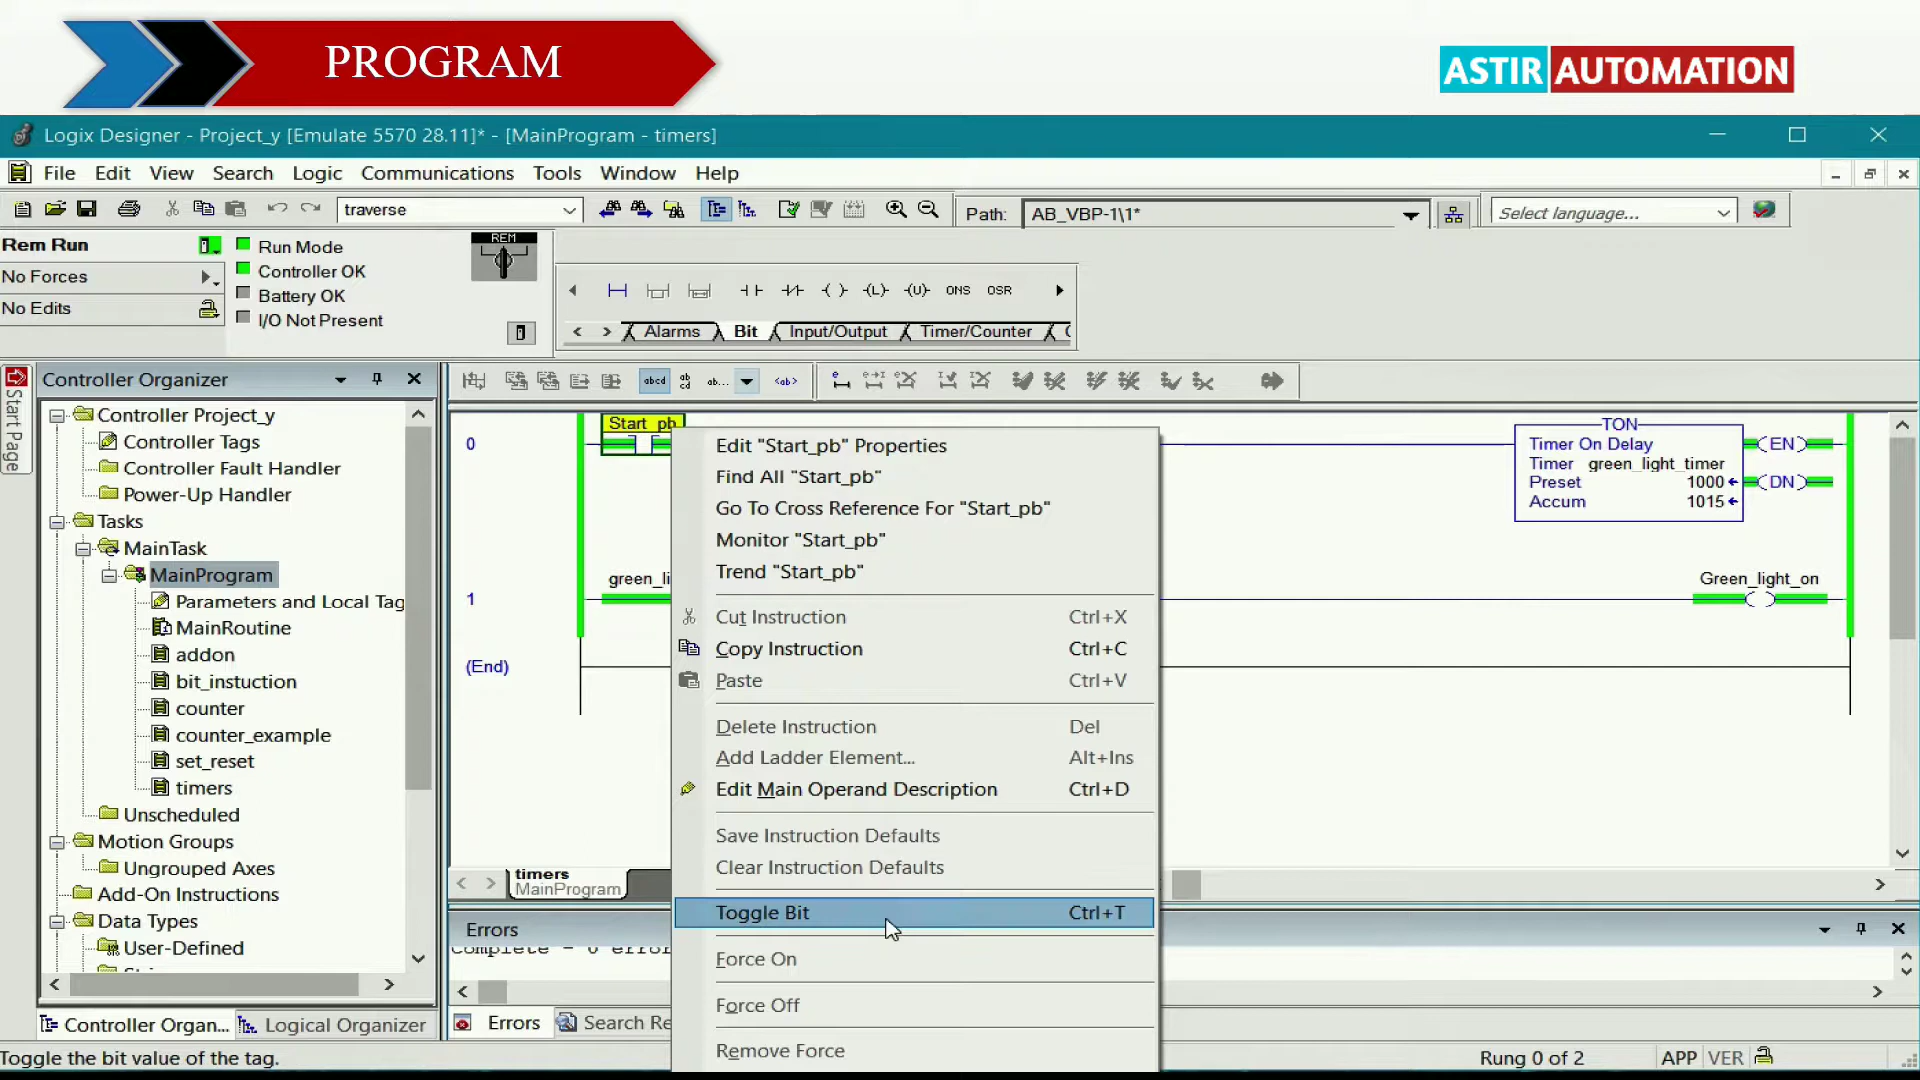 PROGRAM
ASTIR AUTOMATION
Logix Designer - Project_y [Emulate 5570 28.11]* - [MainProgram - timers]
File Edit View Search Logic Communications Tools Window Help
traverse
Path: AB_VBP-1\1*
Select language...
Rem Run
No Forces
No Edits
Run Mode
Controller OK
Battery OK
I/O Not Present
REM
(L) (U) ONS OSR
Alarms Bit Input/Output Timer/Counter
Start Page
Controller Organizer
Controller Project_y
Controller Tags
Controller Fault Handler
Power-Up Handler
Tasks
MainTask
MainProgram
Parameters and Local Tag
MainRoutine
addon
bit_instuction
counter
counter_example
set_reset
timers
Unscheduled
Motion Groups
Ungrouped Axes
Add-On Instructions
Data Types
User-Defined
Controller Organ... Logical Organizer
abcd ab cd ab... <ab>
0
Start_pb
TON
Timer On Delay
Timer green_light_timer
Preset 1000
Accum 1015
EN
DN
1
green_li
Green_light_on
(End)
Edit "Start_pb" Properties
Find All "Start_pb"
Go To Cross Reference For "Start_pb"
Monitor "Start_pb"
Trend "Start_pb"
Cut Instruction Ctrl+X
Copy Instruction Ctrl+C
Paste Ctrl+V
Delete Instruction Del
Add Ladder Element... Alt+Ins
Edit Main Operand Description Ctrl+D
Save Instruction Defaults
Clear Instruction Defaults
Toggle Bit Ctrl+T
Force On
Force Off
Remove Force
timers
MainProgram
Errors
Complete - 0 error
Errors Search Re
Toggle the bit value of the tag.
Rung 0 of 2 APP VER